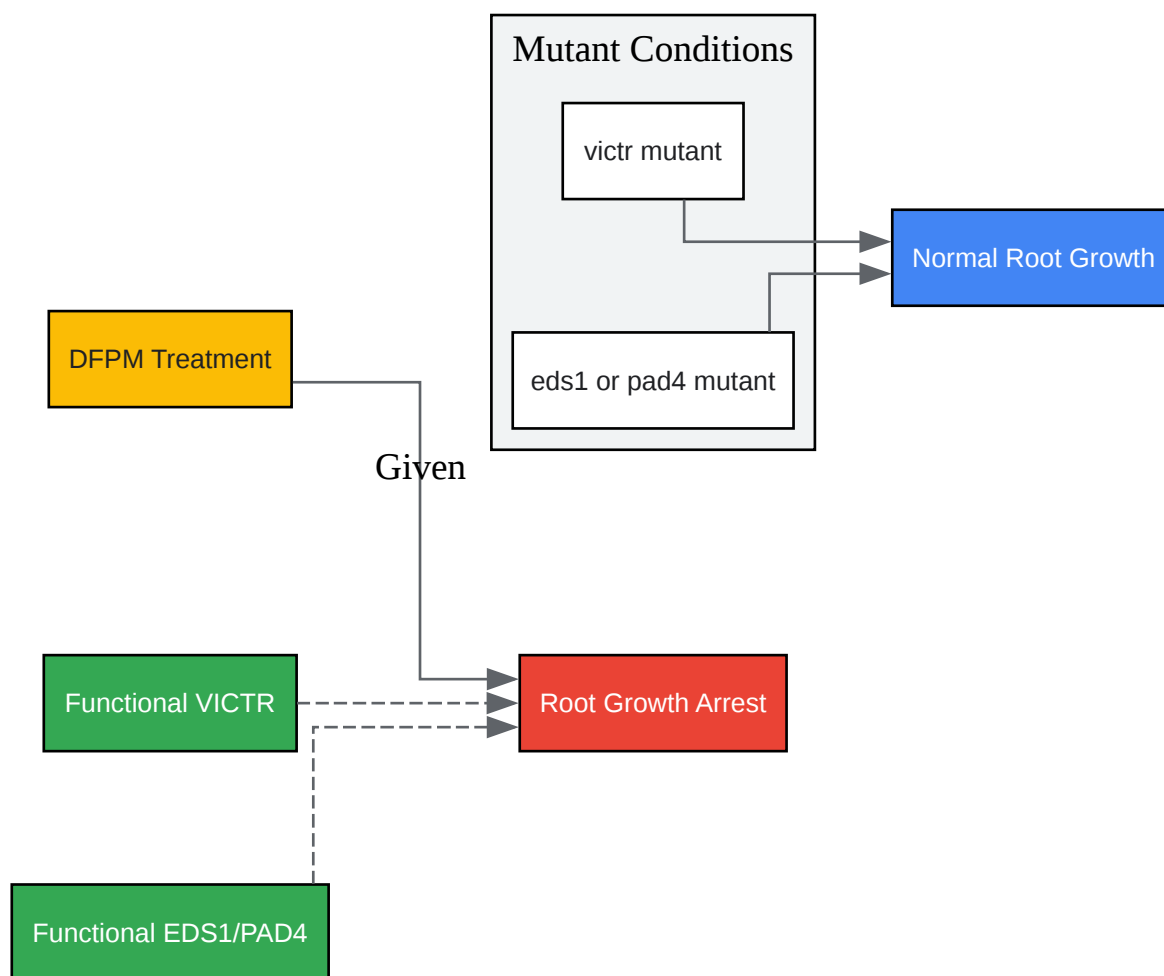 Mutant Conditions
victr mutant
Normal Root Growth
DFPM Treatment
eds1 or pad4 mutant
Given
Functional VICTR
Root Growth Arrest
Functional EDS1/PAD4